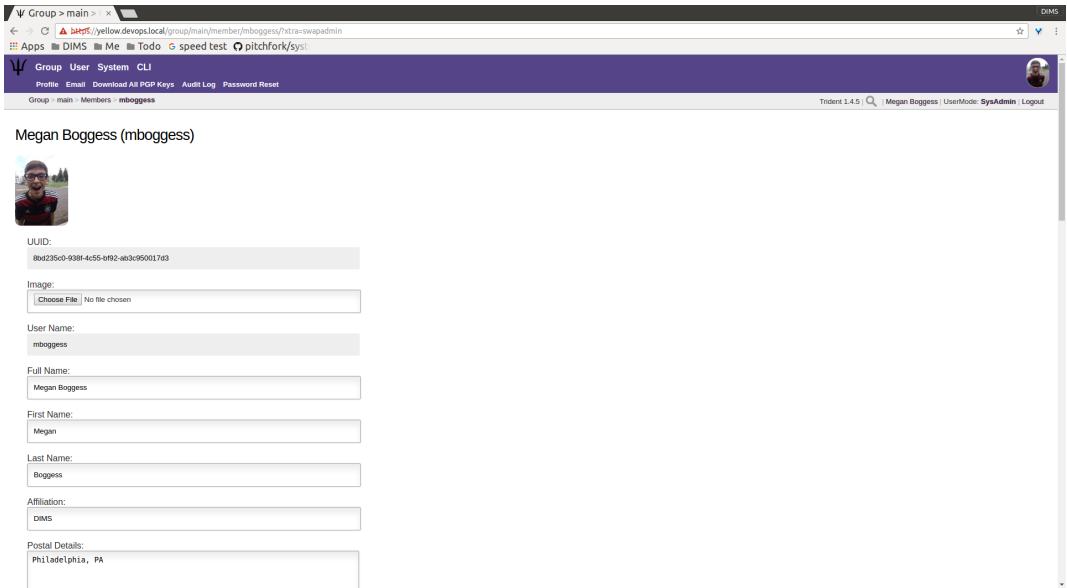 Group > main >
DIMS
https://yellow.devops.local/group/main/member/mboggess/?xtra=swapadmin
Apps DIMS Me Todo speed test pitchfork/syst
Group User System CLI
Profile Email Download All PGP Keys Audit Log Password Reset
Group > main > Members > mboggess
Trident 1.4.5 | | Megan Boggess | UserMode: SysAdmin | Logout
Megan Boggess (mboggess)
UUID:
8bd235c0-938f-4c55-bf92-ab3c950017d3
Image:
Choose File No file chosen
User Name:
mboggess
Full Name:
Megan Boggess
First Name:
Megan
Last Name:
Boggess
Affiliation:
DIMS
Postal Details:
Philadelphia, PA